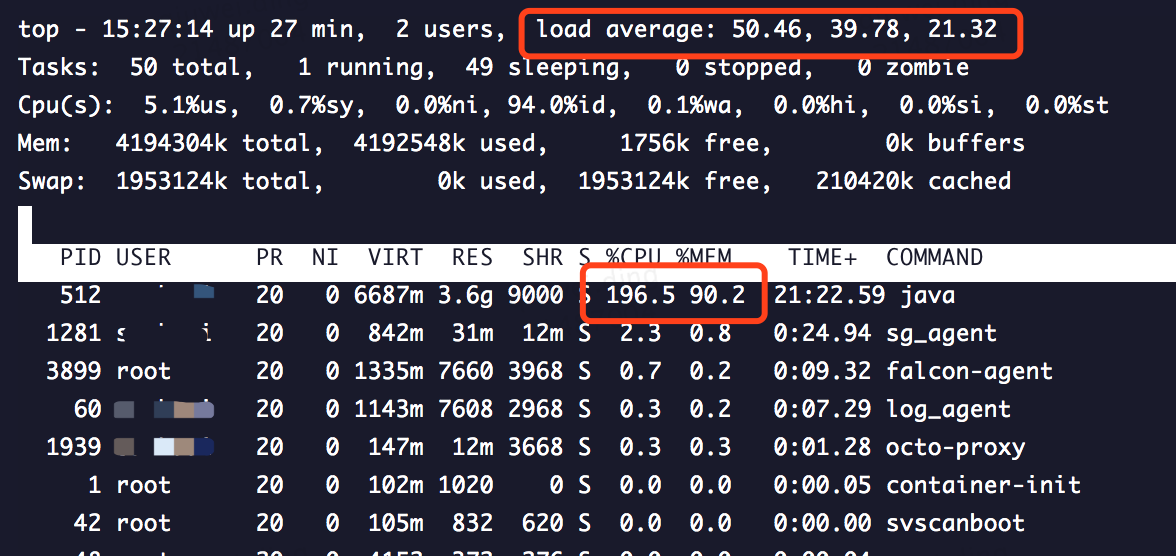 top - 15:27:14 up 27 min,  2 users,  load average: 50.46, 39.78, 21.32
Tasks:  50 total,   1 running,  49 sleeping,   0 stopped,   0 zombie
Cpu(s):  5.1%us,  0.7%sy,  0.0%ni, 94.0%id,  0.1%wa,  0.0%hi,  0.0%si,  0.0%st
Mem:   4194304k total,  4192548k used,     1756k free,        0k buffers
Swap:  1953124k total,        0k used,  1953124k free,   210420k cached
PID USER      PR  NI  VIRT  RES  SHR S %CPU %MEM    TIME+  COMMAND
512           20   0 6687m 3.6g 9000 S 196.5 90.2  21:22.59 java
1281          20   0  842m  31m  12m S  2.3  0.8   0:24.94 sg_agent
3899 root      20   0 1335m 7660 3968 S  0.7  0.2   0:09.32 falcon-agent
60            20   0 1143m 7608 2968 S  0.3  0.2   0:07.29 log_agent
1939          20   0  147m  12m 3668 S  0.3  0.3   0:01.28 octo-proxy
1 root      20   0  102m 1020    0 S  0.0  0.0   0:00.05 container-init
42 root      20   0  105m  832  620 S  0.0  0.0   0:00.00 svscanboot